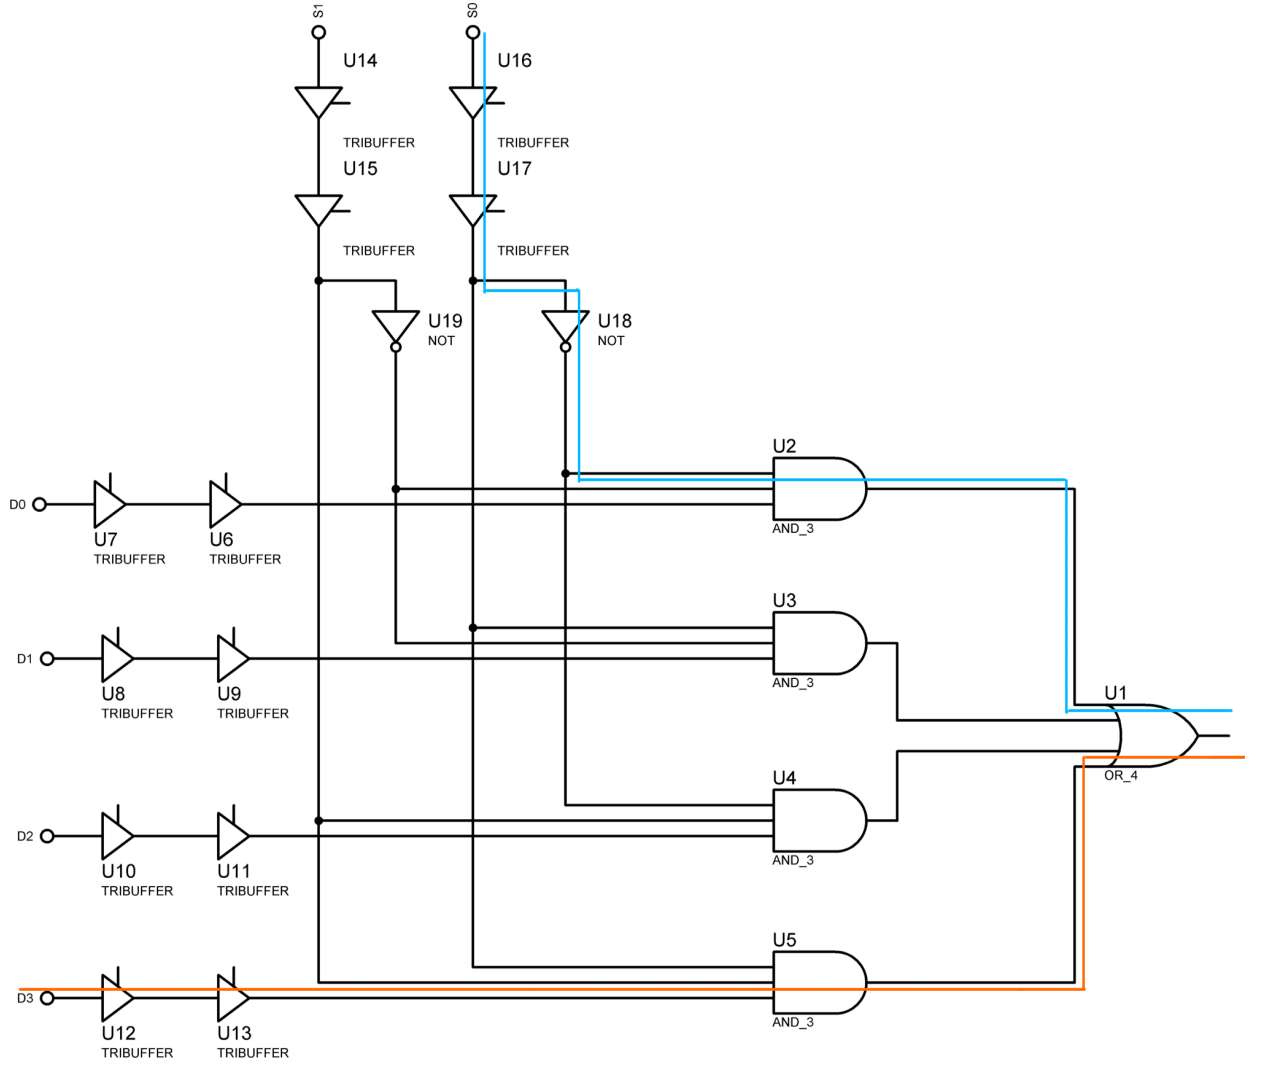 S1
S0
U14
U16
TRIBUFFER
TRIBUFFER
U15
U17
TRIBUFFER
TRIBUFFER
U19
NOT
U18
NOT
U2
D0
AND_3
U7
TRIBUFFER
U6
TRIBUFFER
U3
D1
AND_3
U8
TRIBUFFER
U9
TRIBUFFER
U1
OR_4
U4
D2
AND_3
U10
TRIBUFFER
U11
TRIBUFFER
U5
D3
AND_3
U12
TRIBUFFER
U13
TRIBUFFER